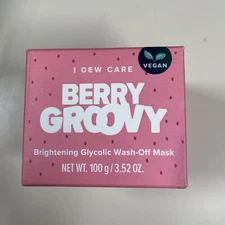 VEGAN
I DEW CARE
BERRY
GROOVY
Brightening Glycolic Wash-Off Mask
NET WT. 100 g / 3.52 OZ.